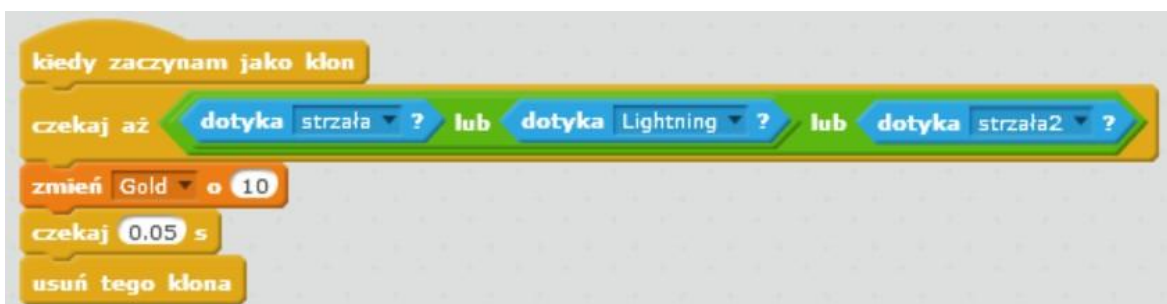 kiedy zaczynam jako klon
czekaj aż dotyka strzała ? lub dotyka Lightning ? lub dotyka strzała2 ?
zmień Gold o 10
czekaj 0.05 s
usuń tego klona